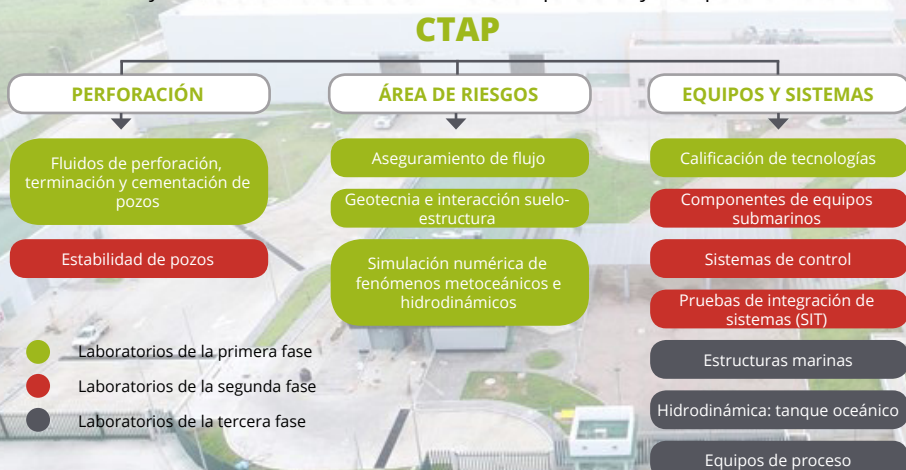 CTAP
PERFORACIÓN
ÁREA DE RIESGOS
EQUIPOS Y SISTEMAS
Fluidos de perforación,
terminación y cementación de
pozos
Estabilidad de pozos
Aseguramiento de flujo
Geotecnia e interacción suelo-
estructura
Simulación numérica de
fenómenos metoceánicos e
hidrodinámicos
Calificación de tecnologías
Componentes de equipos
submarinos
Sistemas de control
Pruebas de integración de
sistemas (SIT)
Estructuras marinas
Hidrodinámica: tanque oceánico
Equipos de proceso
Laboratorios de la primera fase
Laboratorios de la segunda fase
Laboratorios de la tercera fase